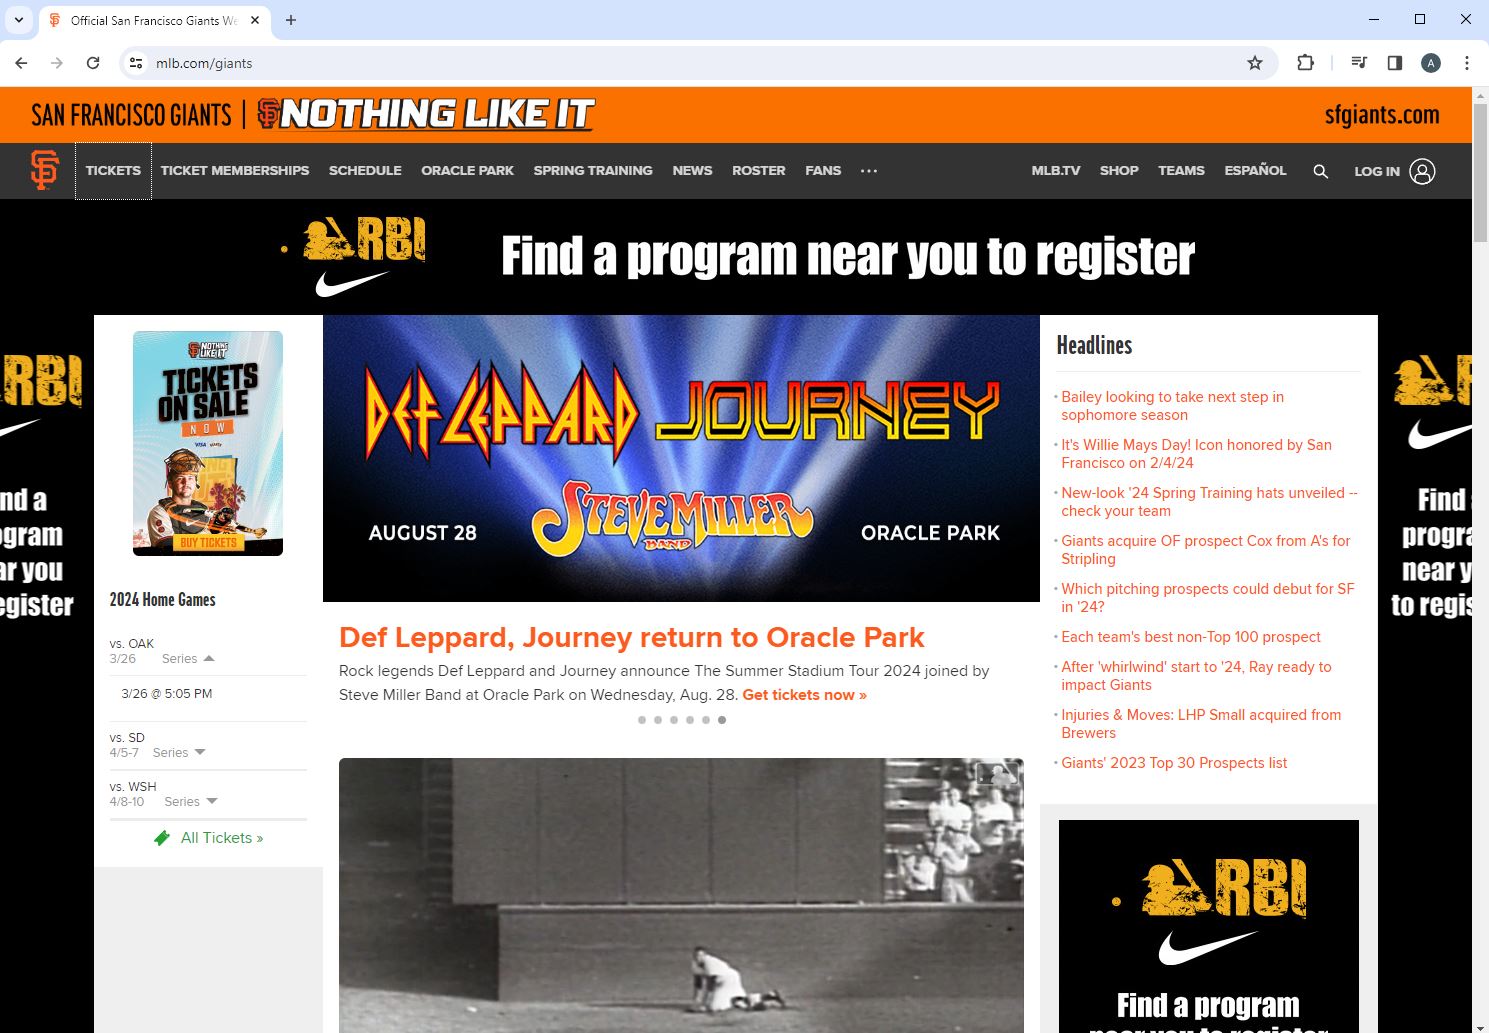 Official San Francisco Giants We
mlb.com/giants
A
SAN FRANCISCO GIANTS | SF NOTHING LIKE IT
sfgiants.com
SF
TICKETS
TICKET MEMBERSHIPS
SCHEDULE
ORACLE PARK
SPRING TRAINING
NEWS
ROSTER
FANS
MLB.TV
SHOP
TEAMS
ESPAÑOL
LOG IN
RBI
Find a program near you to register
RBI
nd a
ogram
ar you
egister
NOTHING
LIKE IT
TICKETS
ON SALE
NOW
VISA
BUY TICKETS
2024 Home Games
vs. OAK
3/26 Series
3/26 @ 5:05 PM
vs. SD
4/5-7 Series
vs. WSH
4/8-10 Series
All Tickets »
DEF LEPPARD JOURNEY
STEVE MILLER
BAND
AUGUST 28
ORACLE PARK
Def Leppard, Journey return to Oracle Park
Rock legends Def Leppard and Journey announce The Summer Stadium Tour 2024 joined by
Steve Miller Band at Oracle Park on Wednesday, Aug. 28. Get tickets now »
Headlines
Bailey looking to take next step in
sophomore season
It's Willie Mays Day! Icon honored by San
Francisco on 2/4/24
New-look '24 Spring Training hats unveiled --
check your team
Giants acquire OF prospect Cox from A's for
Stripling
Which pitching prospects could debut for SF
in '24?
Each team's best non-Top 100 prospect
After 'whirlwind' start to '24, Ray ready to
impact Giants
Injuries & Moves: LHP Small acquired from
Brewers
Giants' 2023 Top 30 Prospects list
RBI
Find a program
near you to register
Find
progra
near y
to regis